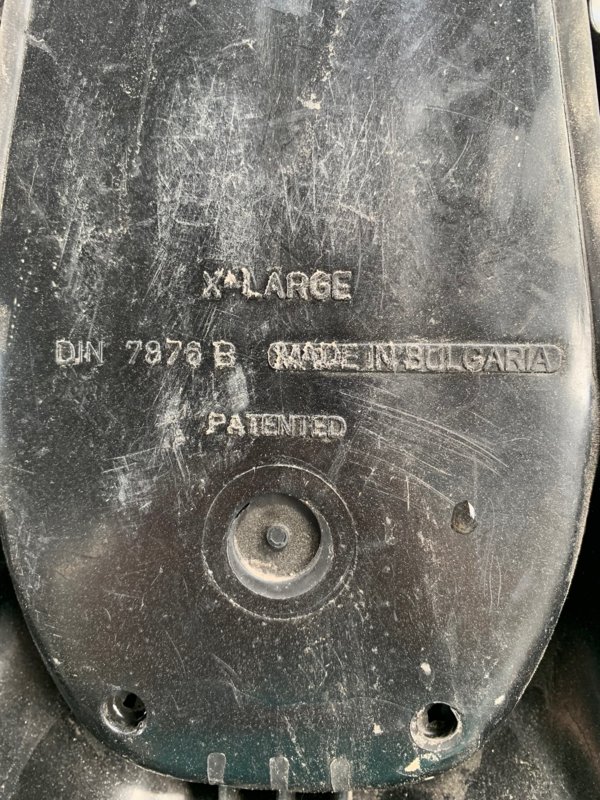 X-LARGE
DIN 7876 B MADE IN BULGARIA
PATENTED